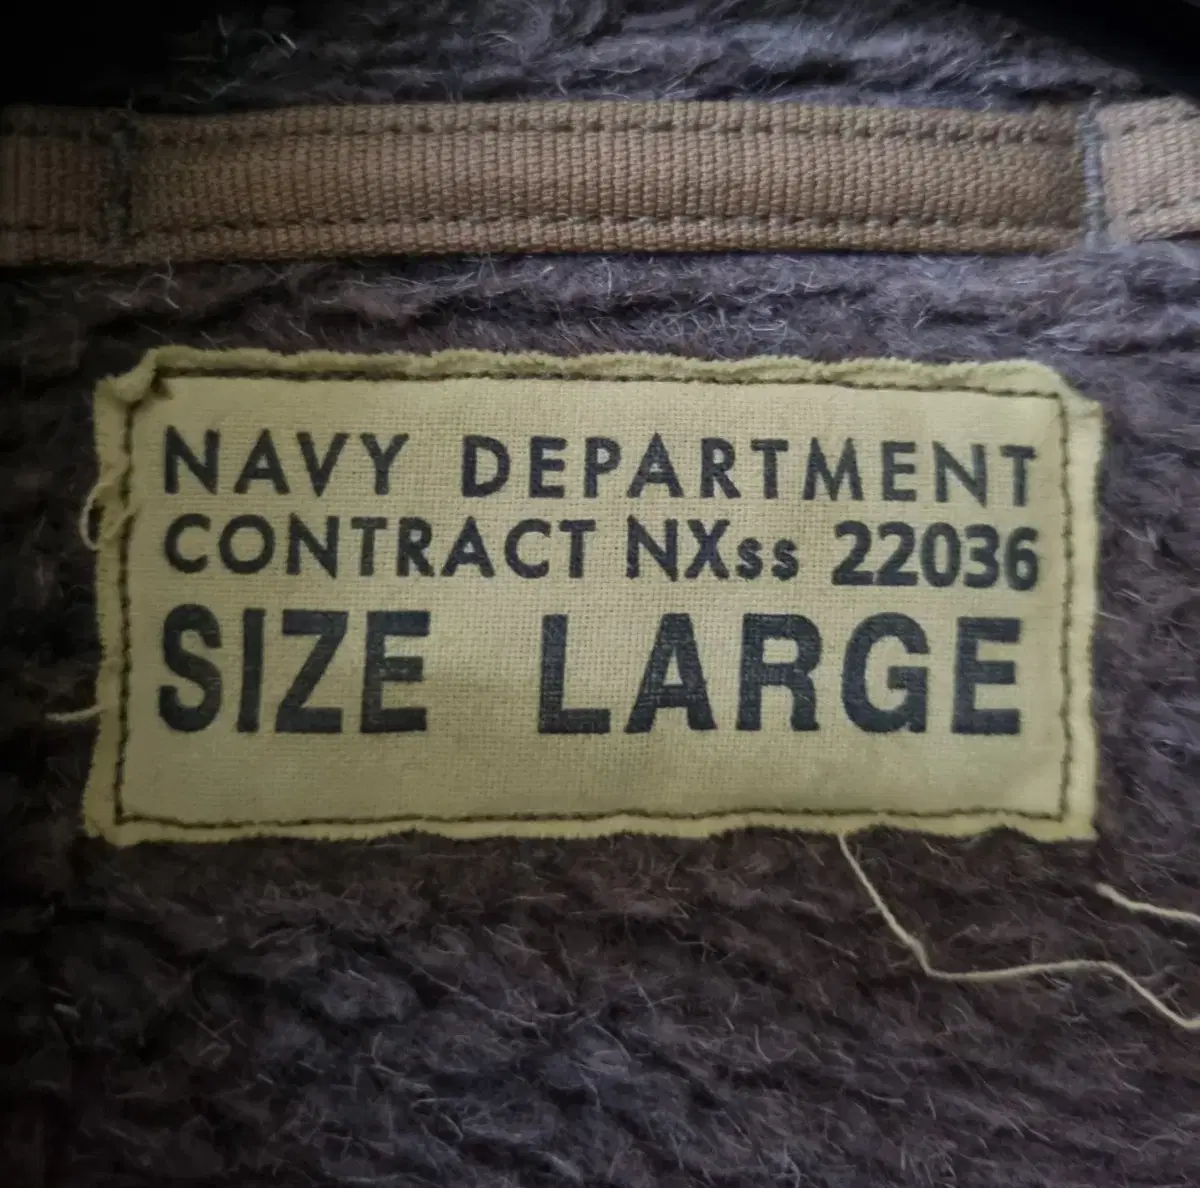 NAVY DEPARTMENT
CONTRACT NXss 22036
SIZE LARGE